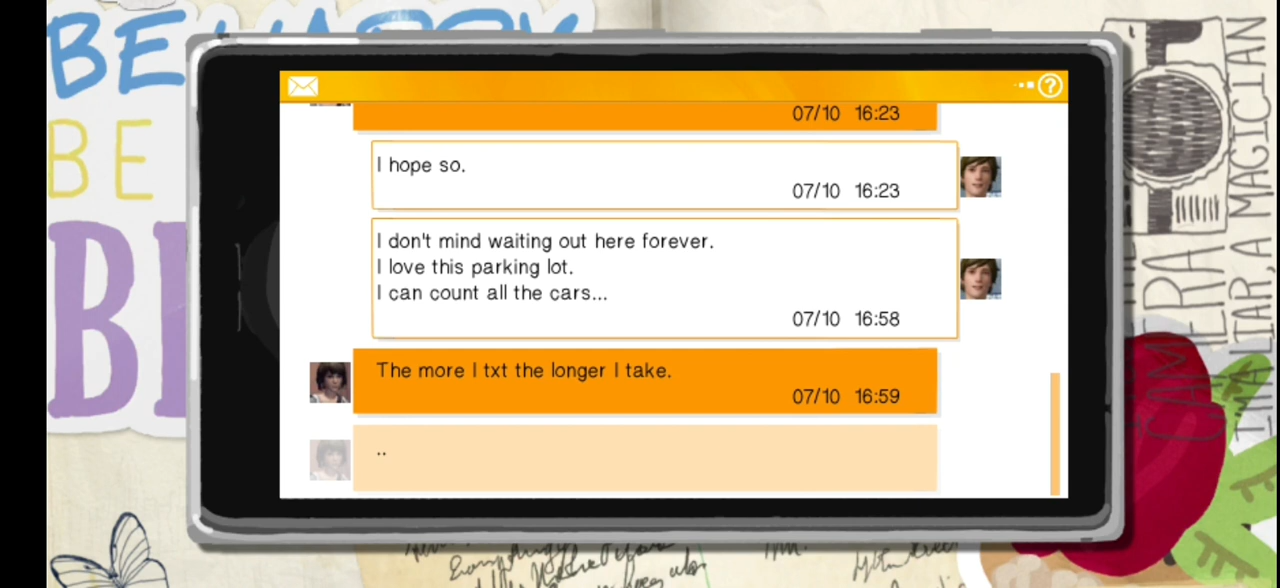 BE HAPPY
BE
BE
?
07/10 16:23
I hope so.
07/10 16:23
I don't mind waiting out here forever.
I love this parking lot.
I can count all the cars...
07/10 16:58
The more I txt the longer I take.
07/10 16:59
..
CAMERA
LIAR, A MAGICIAN